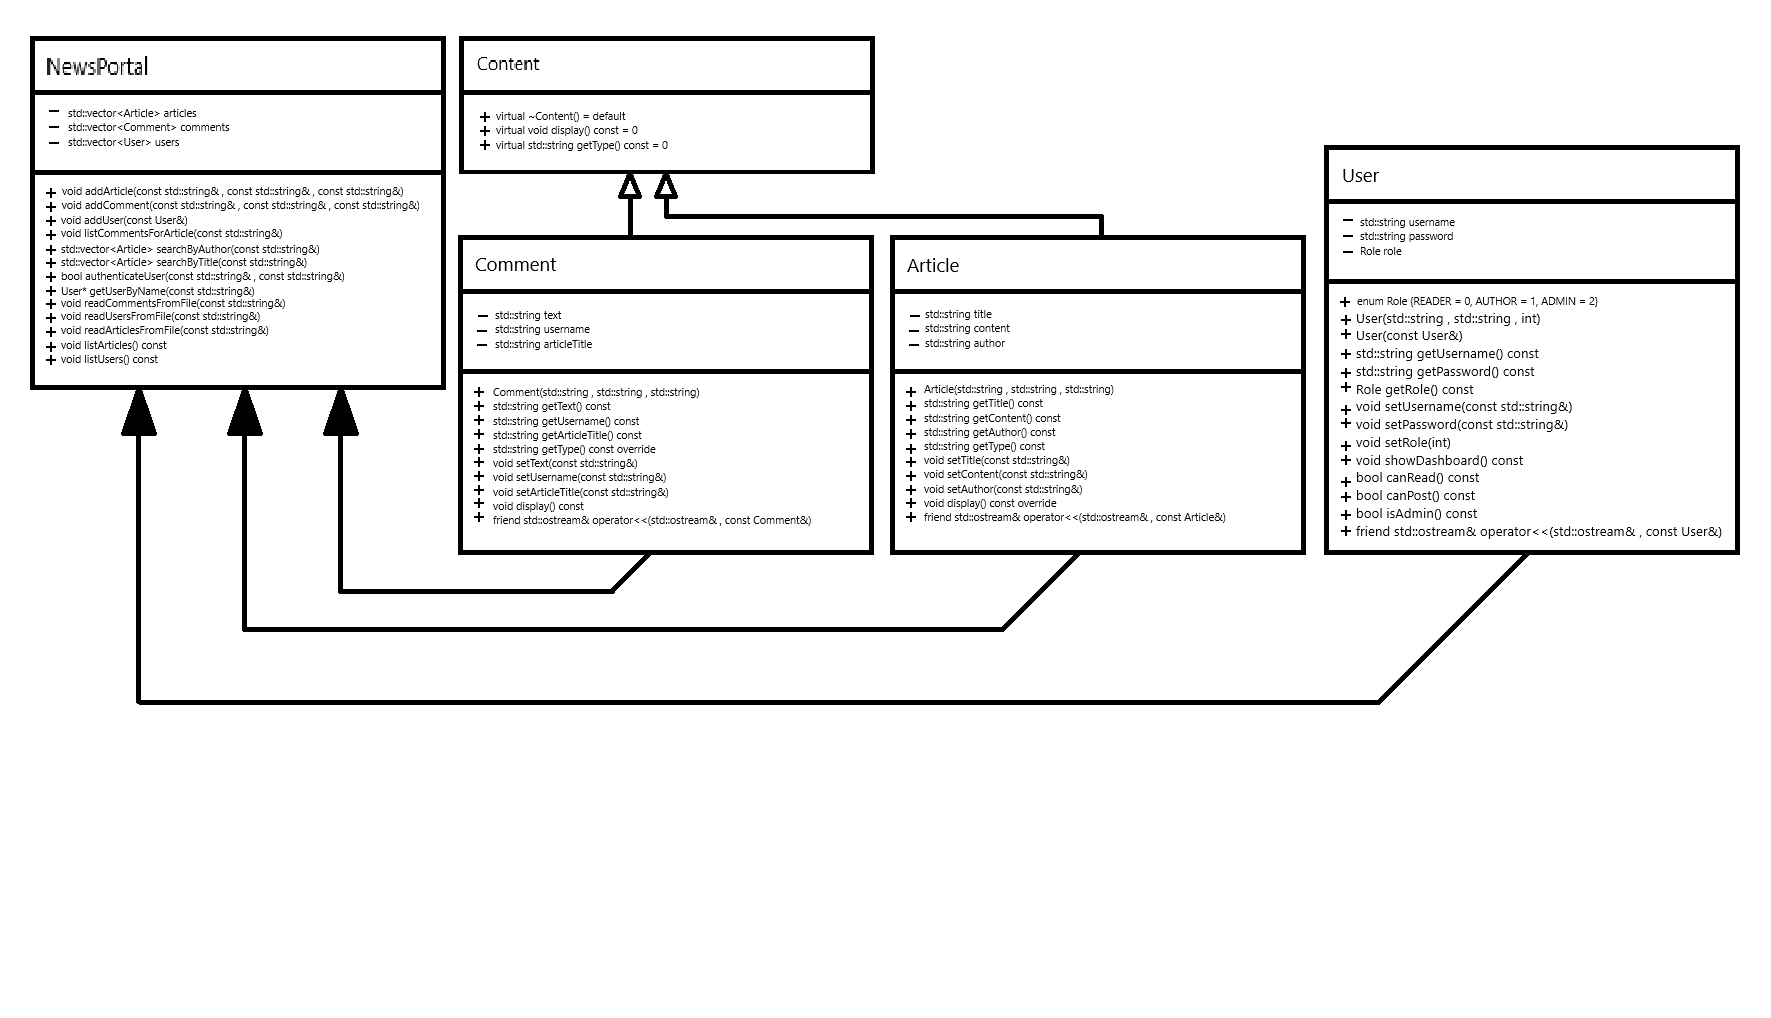 NewsPortal
− std::vector<Article> articles
− std::vector<Comment> comments
− std::vector<User> users
+ void addArticle(const std::string& , const std::string& , const std::string&)
+ void addComment(const std::string& , const std::string& , const std::string&)
+ void addUser(const User&)
+ void listCommentsForArticle(const std::string&)
+ std::vector<Article> searchByAuthor(const std::string&)
+ std::vector<Article> searchByTitle(const std::string&)
+ bool authenticateUser(const std::string& , const std::string&)
+ User* getUserByName(const std::string&)
+ void readCommentsFromFile(const std::string&)
+ void readUsersFromFile(const std::string&)
+ void readArticlesFromFile(const std::string&)
+ void listArticles() const
+ void listUsers() const
Content
+ virtual ~Content() = default
+ virtual void display() const = 0
+ virtual std::string getType() const = 0
Comment
− std::string text
− std::string username
− std::string articleTitle
+ Comment(std::string , std::string , std::string)
+ std::string getText() const
+ std::string getUsername() const
+ std::string getArticleTitle() const
+ std::string getType() const override
+ void setText(const std::string&)
+ void setUsername(const std::string&)
+ void setArticleTitle(const std::string&)
+ void display() const
+ friend std::ostream& operator<<(std::ostream& , const Comment&)
Article
− std::string title
− std::string content
− std::string author
+ Article(std::string , std::string , std::string)
+ std::string getTitle() const
+ std::string getContent() const
+ std::string getAuthor() const
+ std::string getType() const
+ void setTitle(const std::string&)
+ void setContent(const std::string&)
+ void setAuthor(const std::string&)
+ void display() const override
+ friend std::ostream& operator<<(std::ostream& , const Article&)
User
− std::string username
− std::string password
− Role role
+ enum Role {READER = 0, AUTHOR = 1, ADMIN = 2}
+ User(std::string , std::string , int)
+ User(const User&)
+ std::string getUsername() const
+ std::string getPassword() const
+ Role getRole() const
+ void setUsername(const std::string&)
+ void setPassword(const std::string&)
+ void setRole(int)
+ void showDashboard() const
+ bool canRead() const
+ bool canPost() const
+ bool isAdmin() const
+ friend std::ostream& operator<<(std::ostream& , const User&)